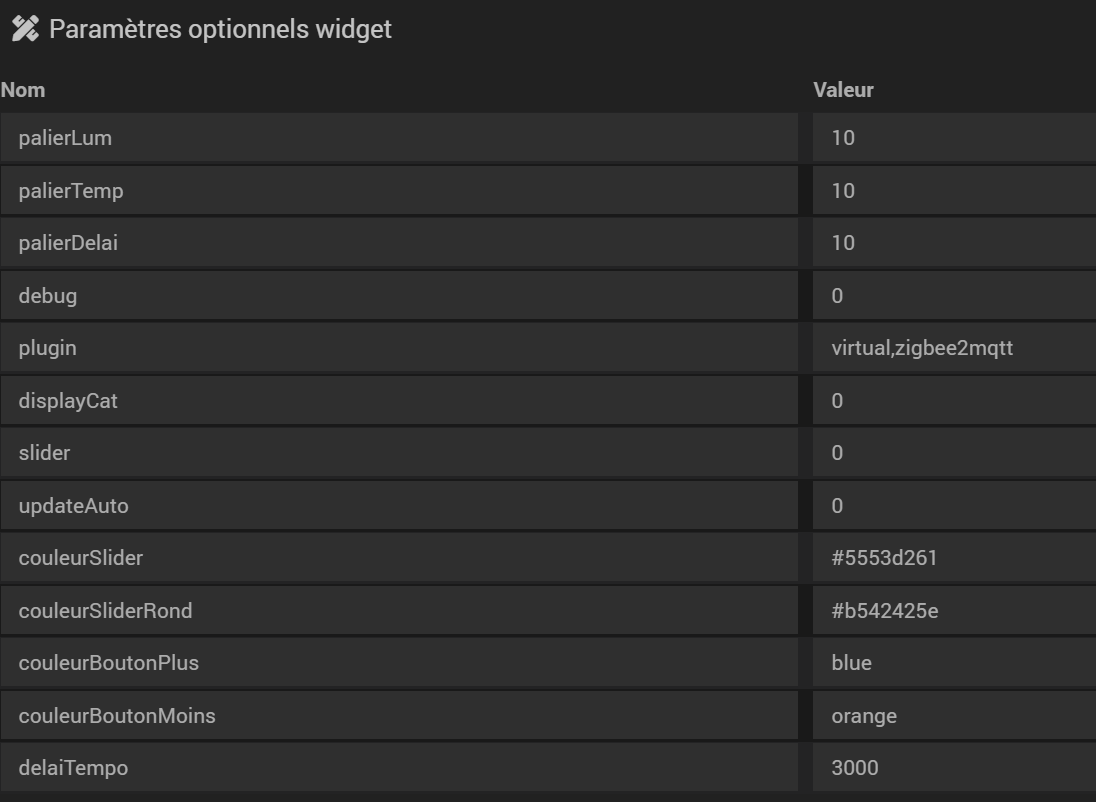 Paramètres optionnels widget
Nom Valeur
palierLum 10
palierTemp 10
palierDelai 10
debug 0
plugin virtual,zigbee2mqtt
displayCat 0
slider 0
updateAuto 0
couleurSlider #5553d261
couleurSliderRond #b542425e
couleurBoutonPlus blue
couleurBoutonMoins orange
delaiTempo 3000